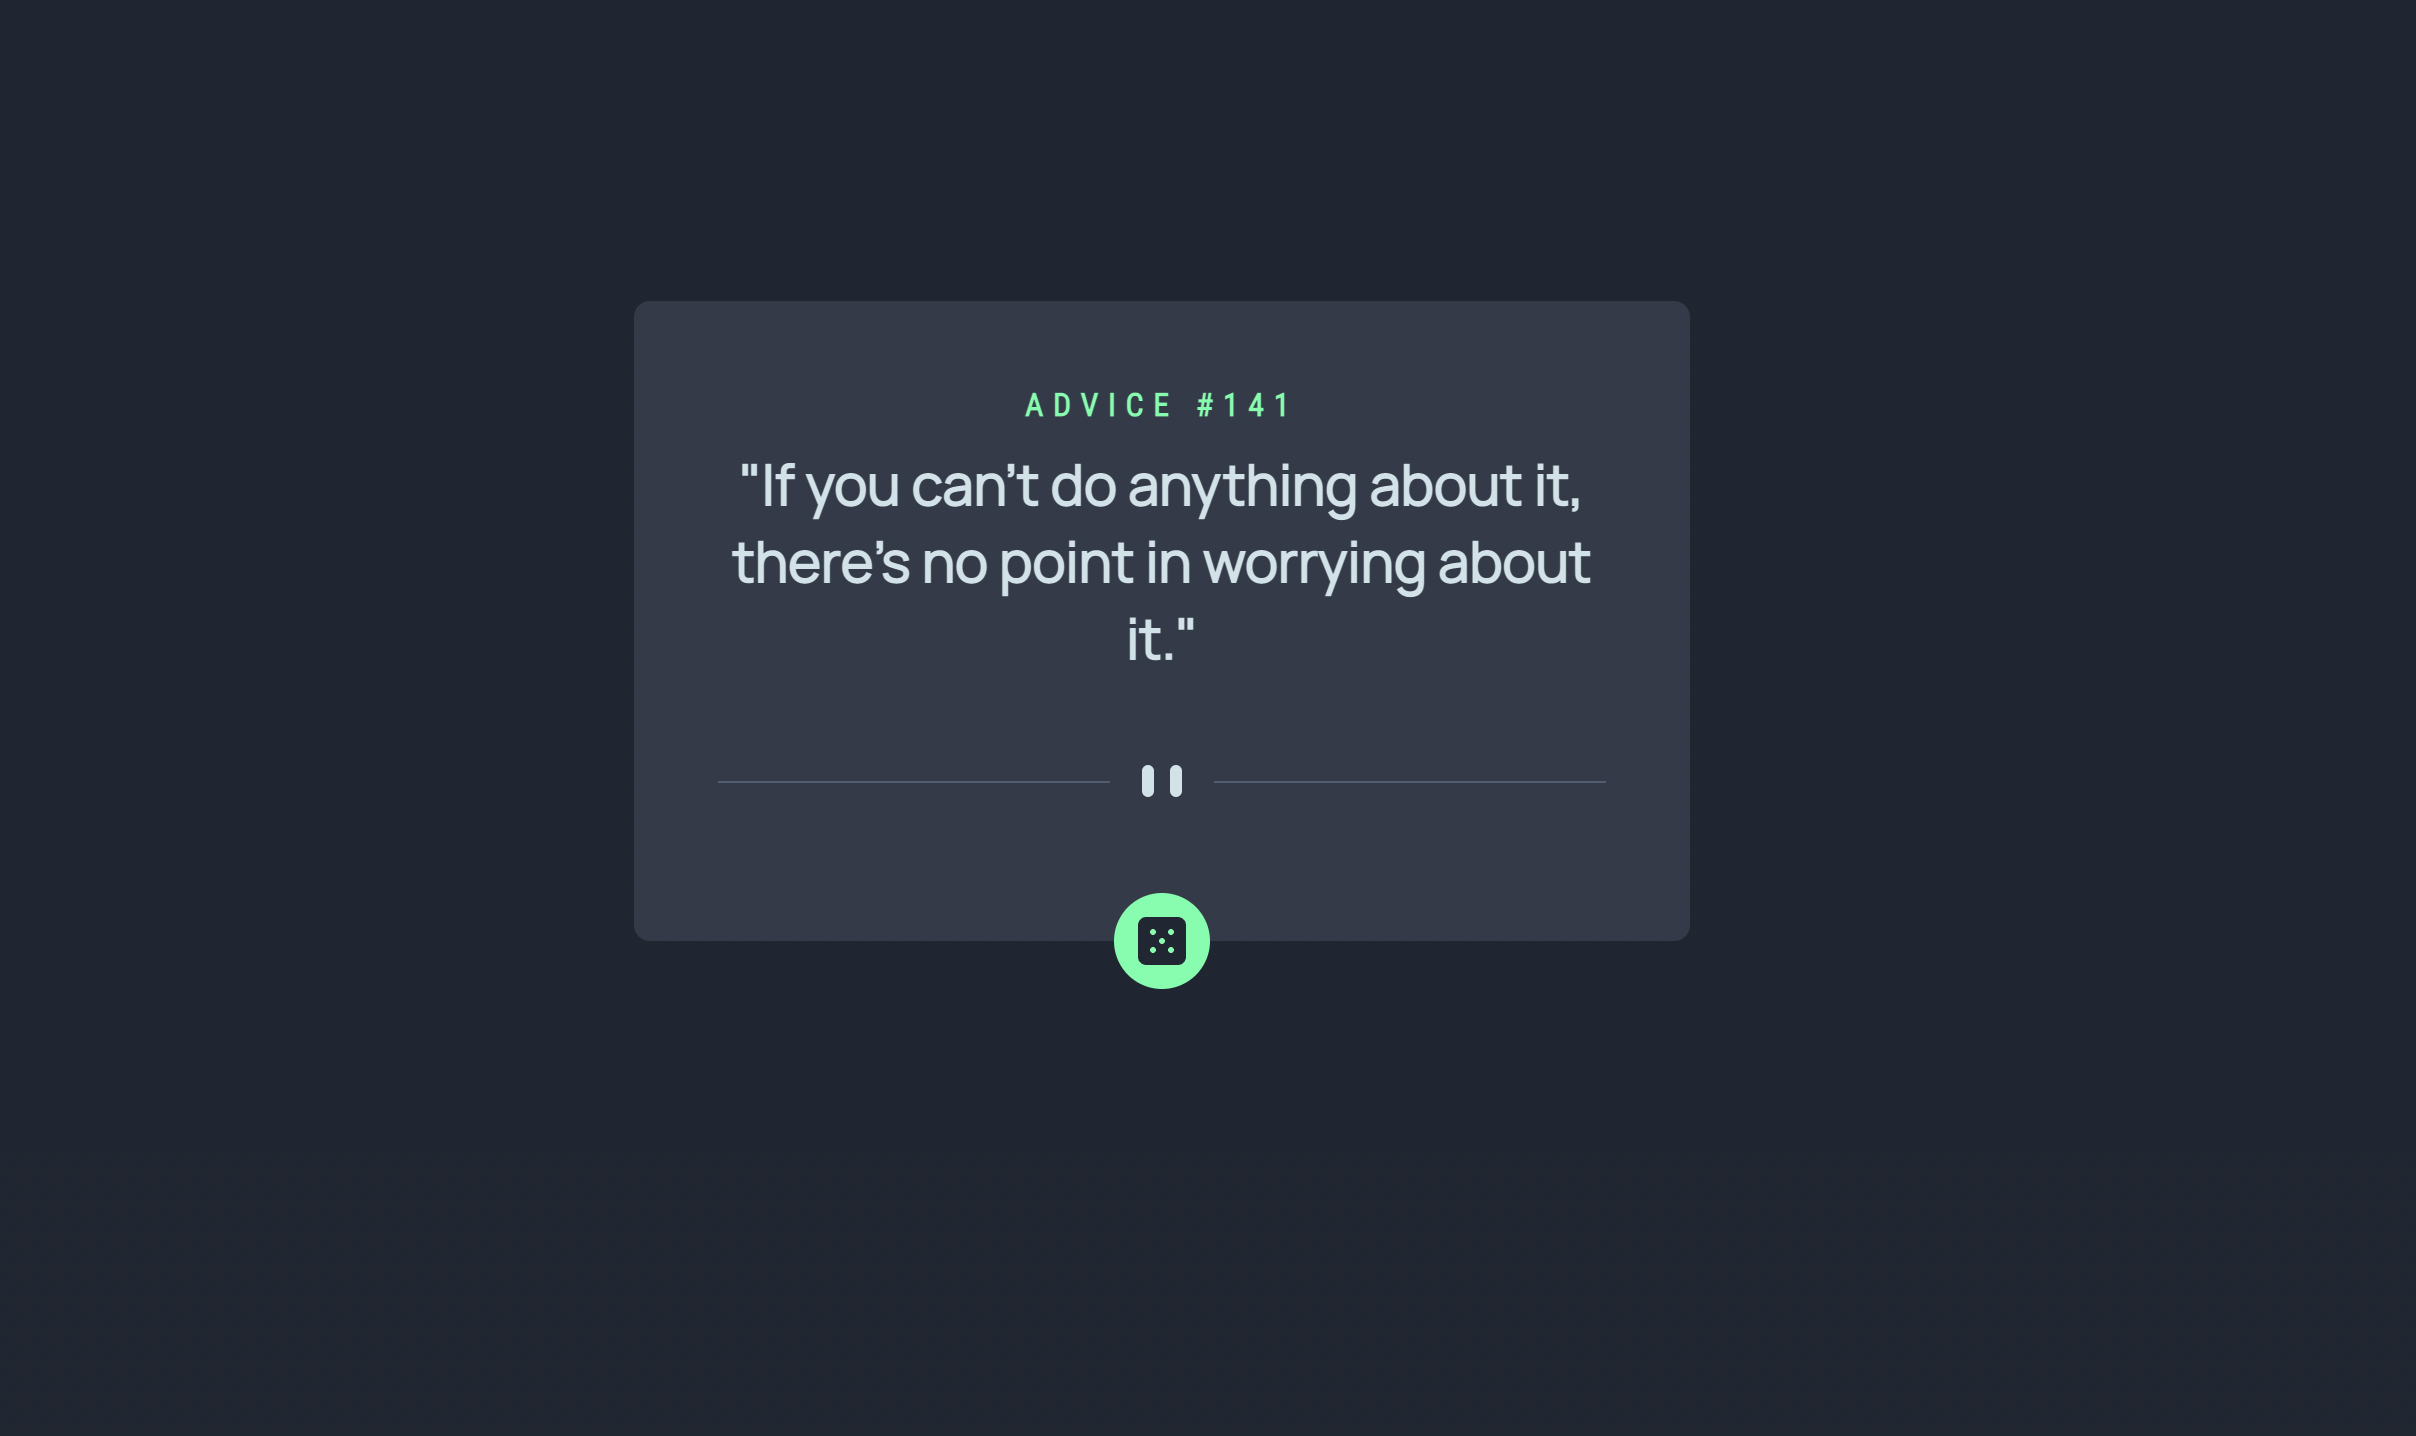 ADVICE #141
"If you can’t do anything about it,
there’s no point in worrying about
it."